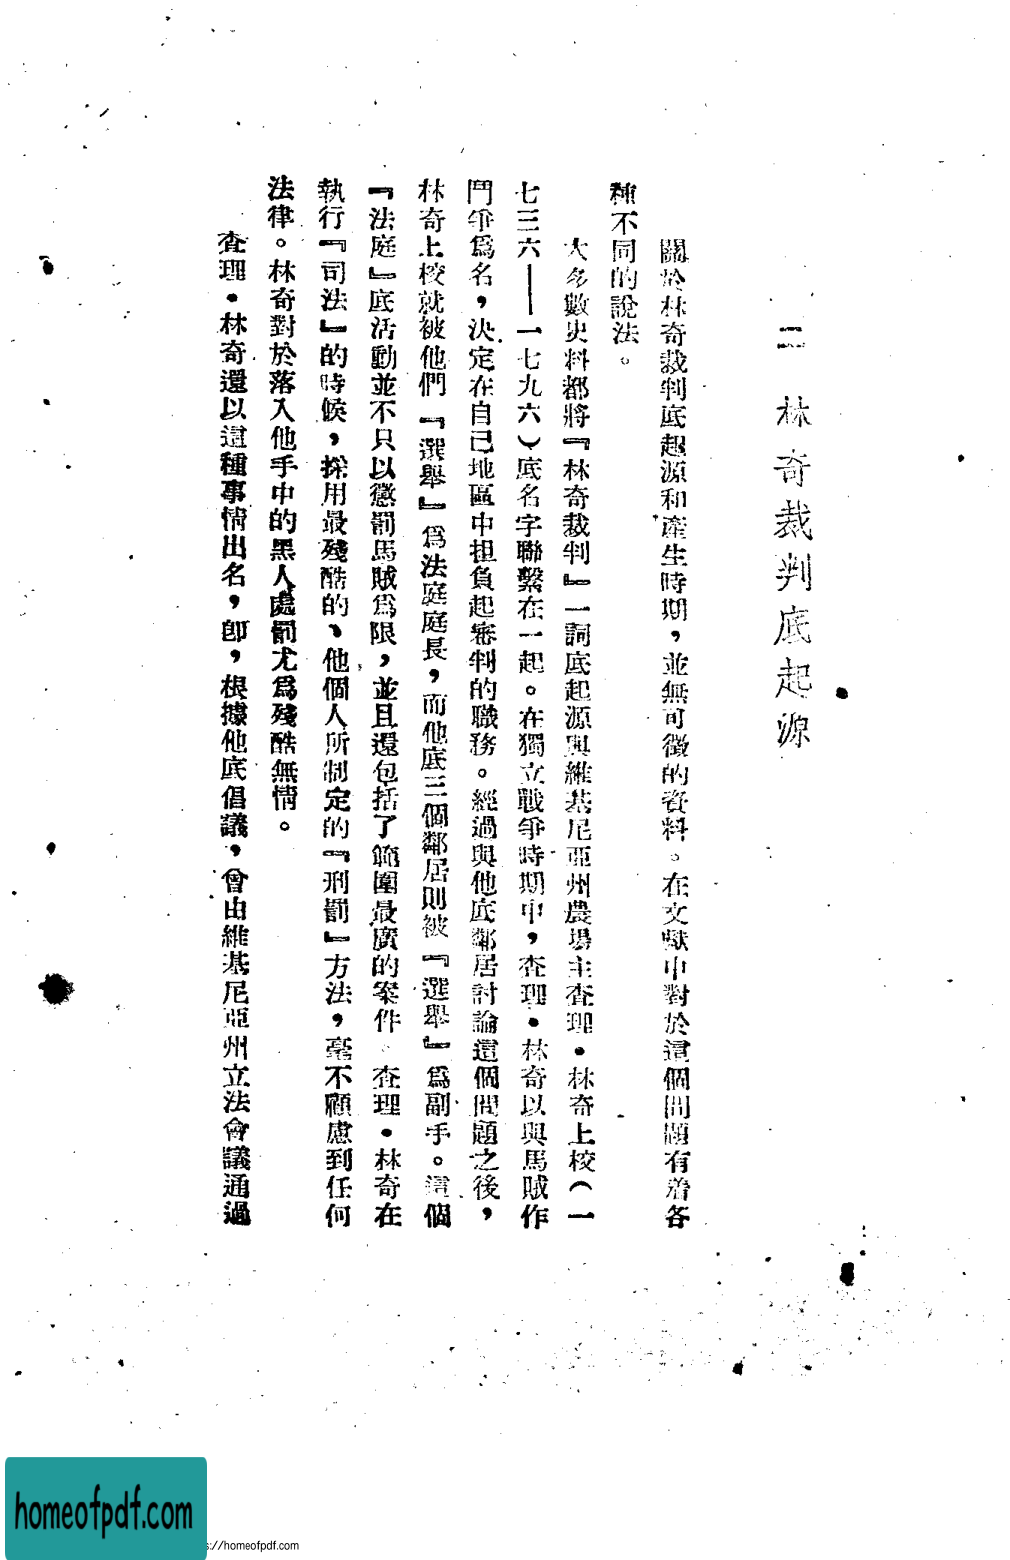 二　林奇裁判底起源
關於林奇裁判底起源和產生時期，並無可徵的資料。在文獻中對於這個問題有着各
種不同的說法。
大多數史料都將『林奇裁判』一詞底起源與維基尼亞州農場主查理•林奇上校（一
七三六——一七九六）底名字聯繫在一起。在獨立戰爭時期中，查理•林奇以與馬賊作
鬥爭爲名，決定在自己地區中担負起審判的職務。經過與他底鄰居討論這個問題之後，
林奇上校就被他們『選舉』爲法庭庭長，而他底三個鄰居則被『選舉』爲副手。這個
『法庭』底活動並不只以懲罰馬賊爲限，並且還包括了範圍最廣的案件。查理•林奇在
執行『司法』的時候，採用最殘酷的、他個人所制定的『刑罰』方法，毫不顧慮到任何
法律。林奇對於落入他手中的黑人處罰尤爲殘酷無情。
查理•林奇還以這種事情出名，卽，根據他底倡議，曾由維基尼亞州立法會議通過
homeofpdf.com
s://homeofpdf.com